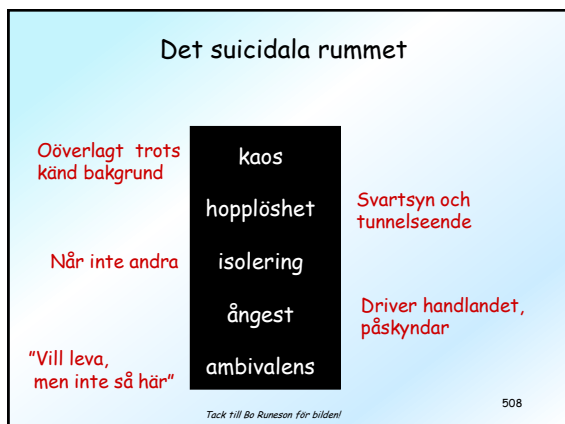 Det suicidala rummet
Oöverlagt trots
känd bakgrund
kaos
hopplöshet
Svartsyn och
tunnelseende
Når inte andra
isolering
ångest
Driver handlandet,
påskyndar
”Vill leva,
men inte så här”
ambivalens
Tack till Bo Runeson för bilden!
508